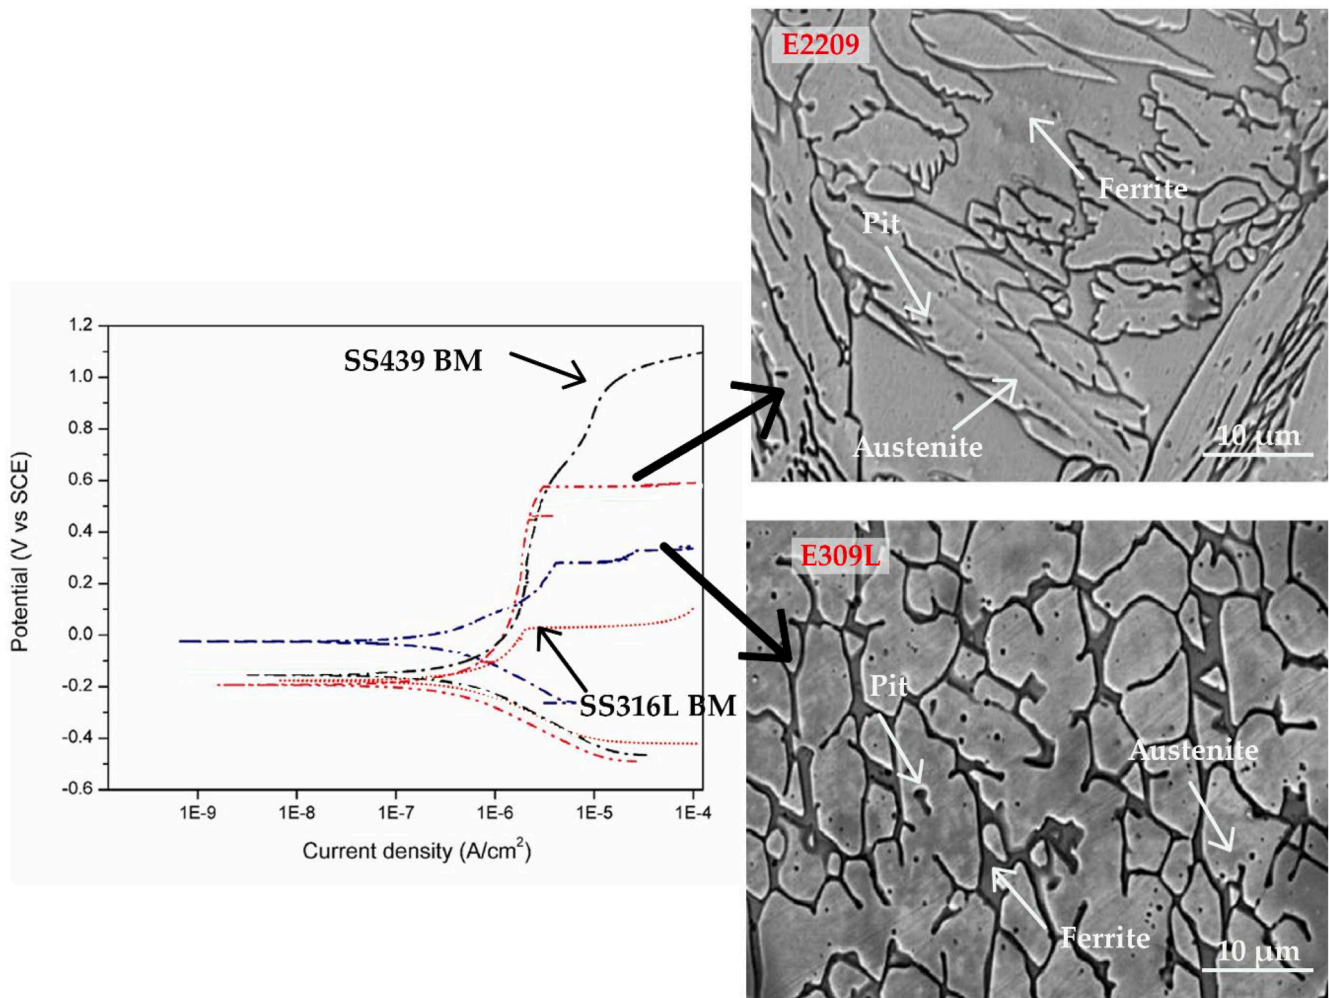 E2209
Ferrite
Pit
Austenite
10 μm
1.2
1.0
0.8
0.6
0.4
0.2
0.0
-0.2
-0.4
-0.6
Potential (V vs SCE)
SS439 BM
SS316L BM
1E-9 1E-8 1E-7 1E-6 1E-5 1E-4
Current density (A/cm²)
E309L
Pit
Austenite
Ferrite
10 μm